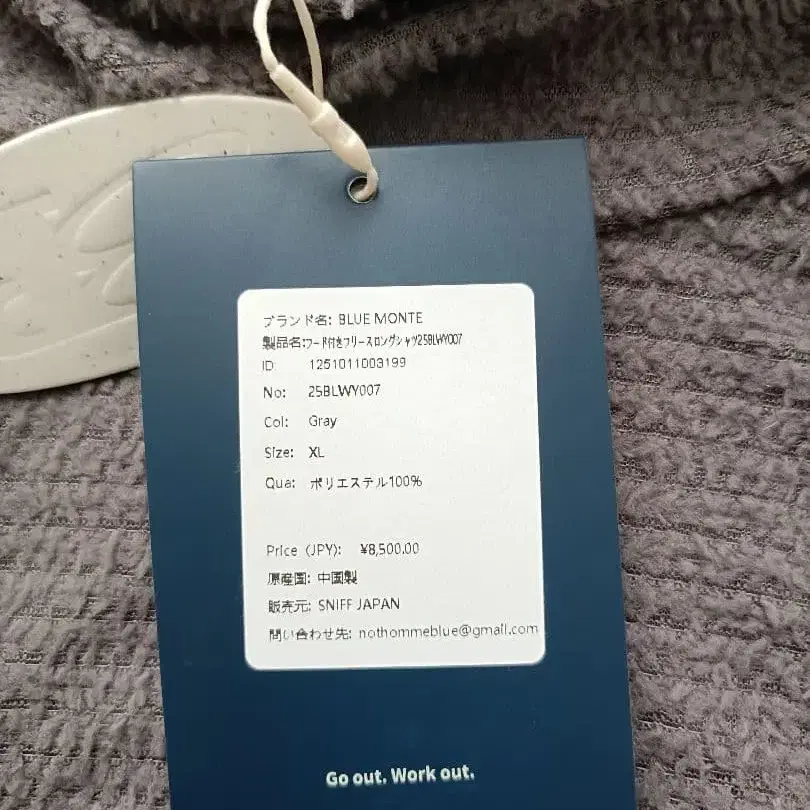 ブランド名: BLUE MONTE
製品名:フード付きフリースロングシャツ25BLWY007
ID: 1251011003199
No: 25BLWY007
Col: Gray
Size: XL
Qua: ポリエステル100%
Price (JPY): ¥8,500.00
原産国: 中国製
販売元: SNIFF JAPAN
問い合わせ先: nothommeblue@gmail.com
Go out. Work out.